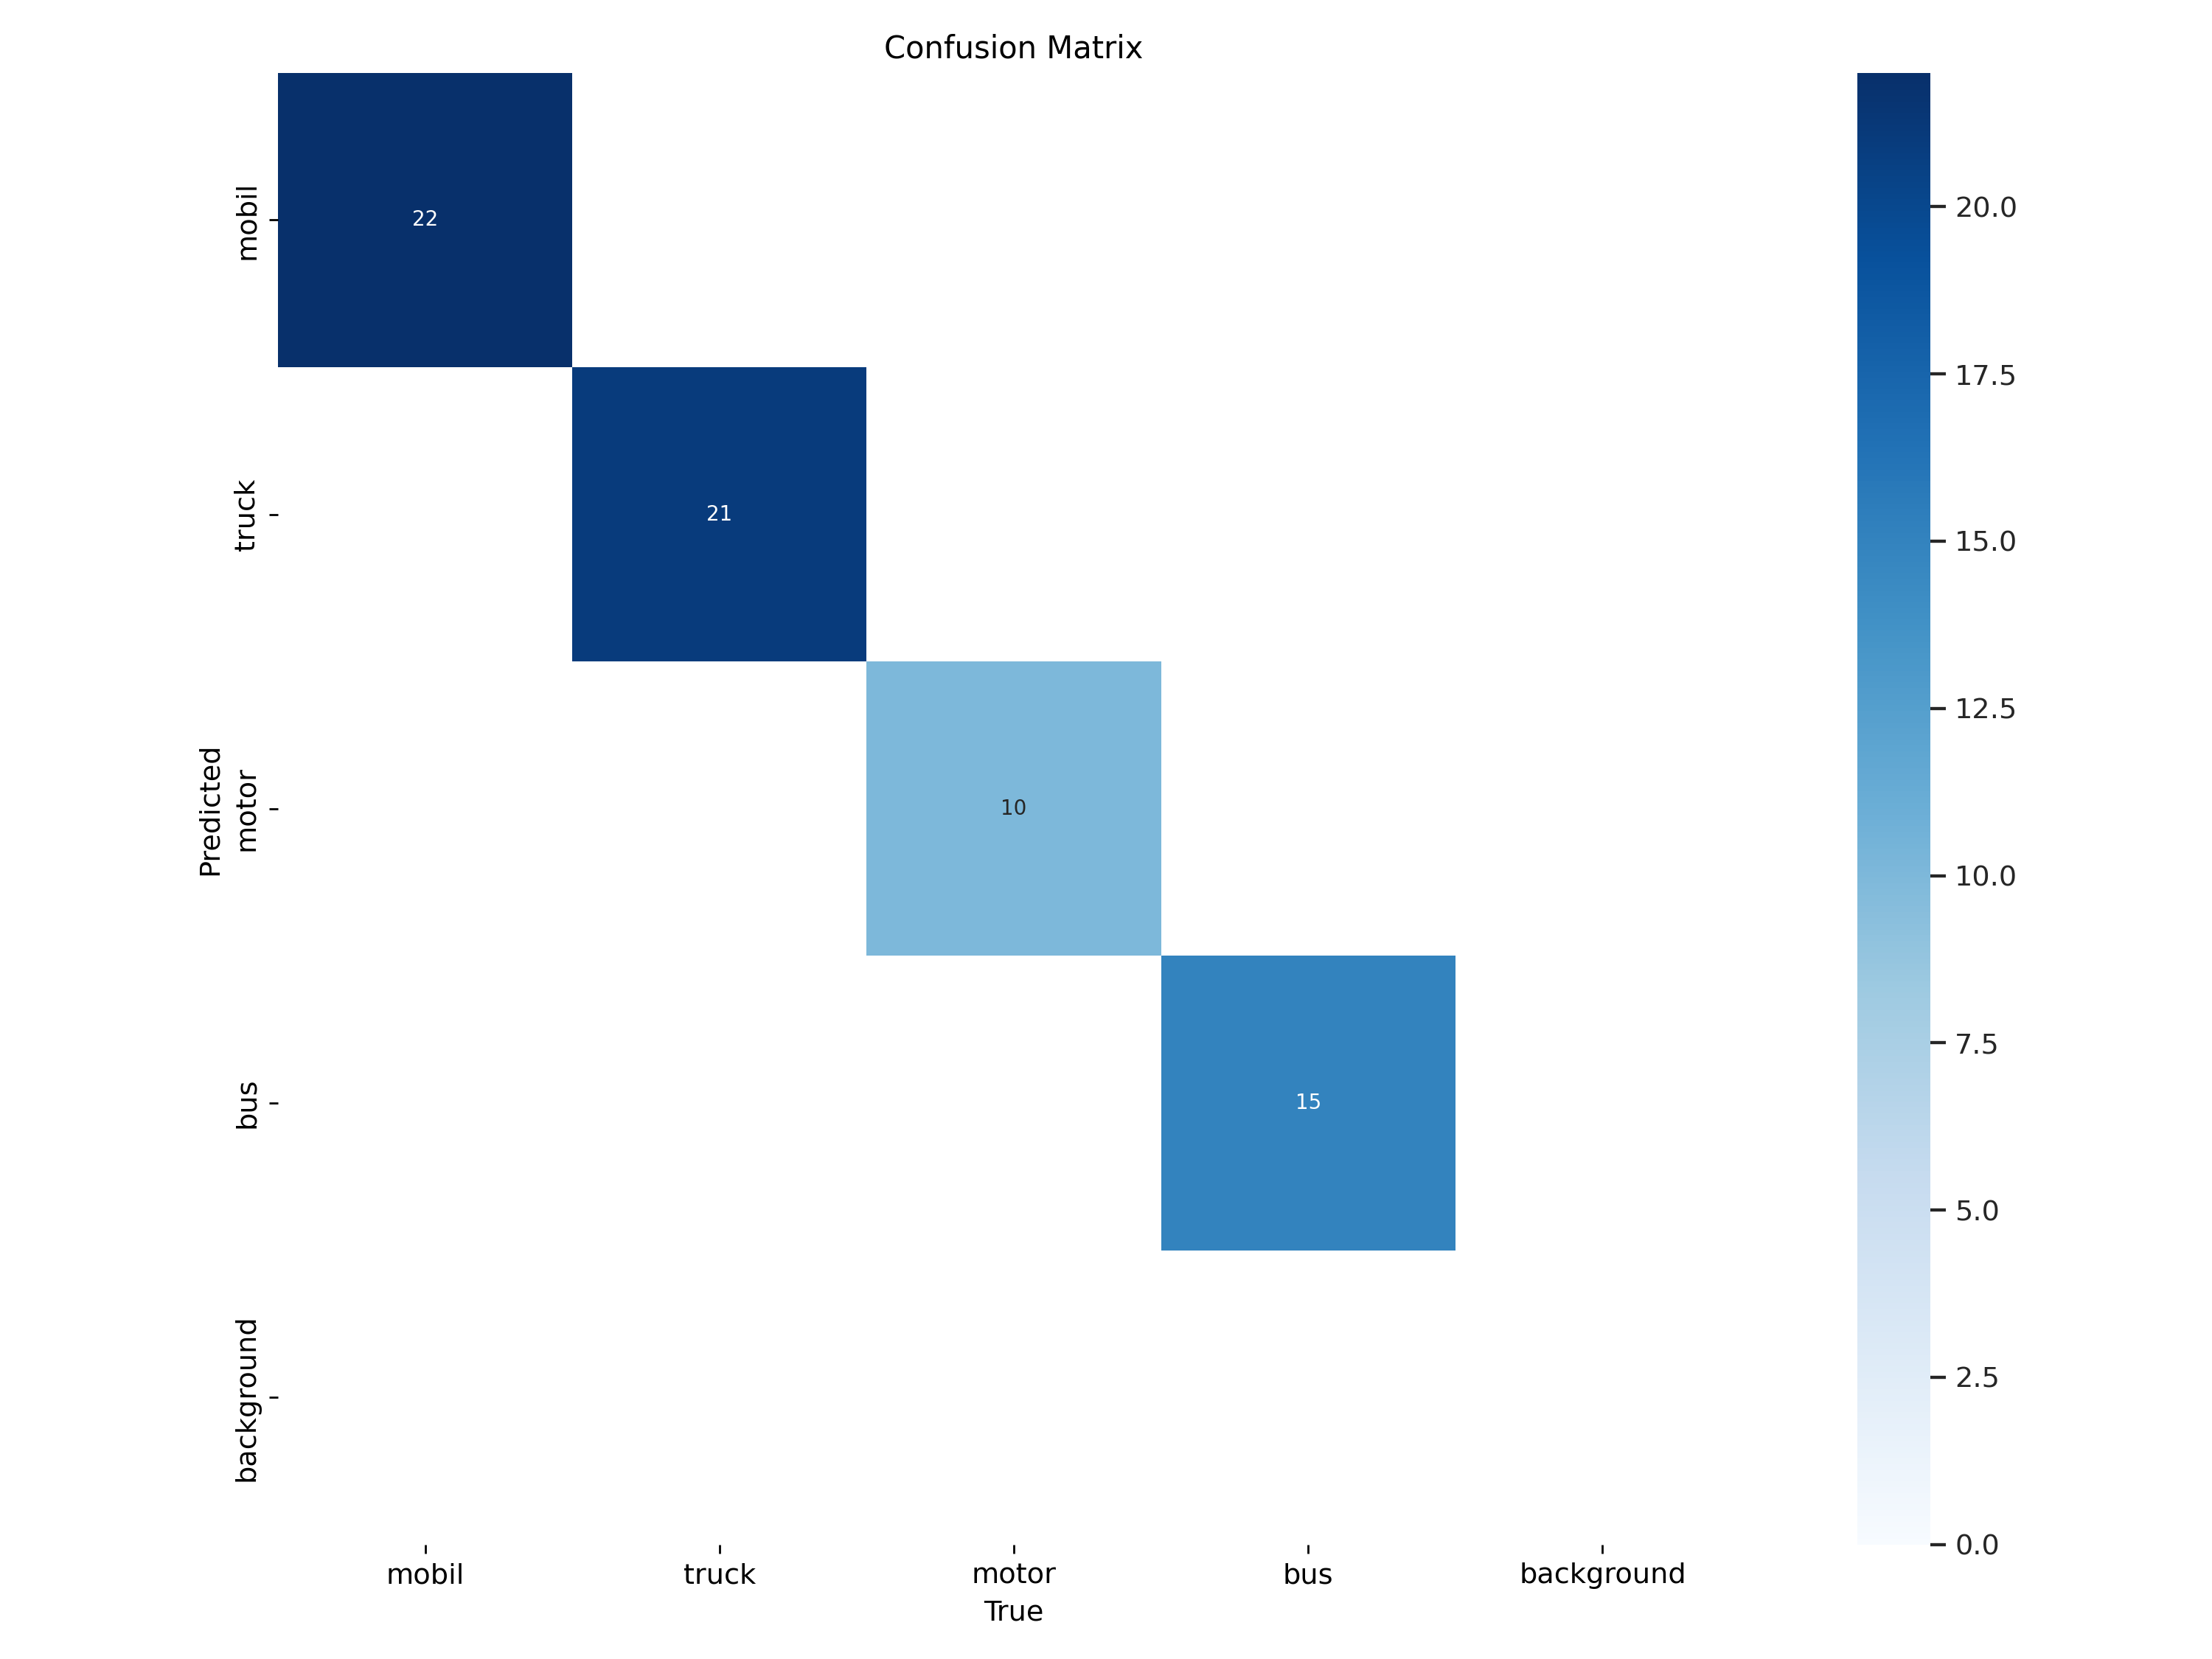 Confusion Matrix
mobil
22
truck
21
Predicted
motor
10
bus
15
background
mobil truck motor bus background
True
20.0
17.5
15.0
12.5
10.0
7.5
5.0
2.5
0.0